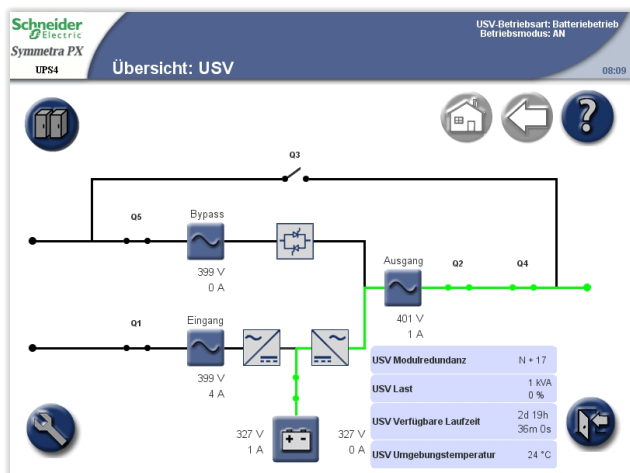 Schneider
Electric
Symmetra PX
UPS4
Übersicht: USV
USV-Betriebsart: Batteriebetrieb
Betriebsmodus: AN
08:09
?
Q3
Q5
Bypass
399 V
0 A
Ausgang
Q2
Q4
401 V
1 A
Q1
Eingang
399 V
4 A
327 V
1 A
327 V
0 A
USV Modulredundanz N + 17
USV Last 1 kVA
0 %
USV Verfügbare Laufzeit 2d 19h
36m 0s
USV Umgebungstemperatur 24 °C